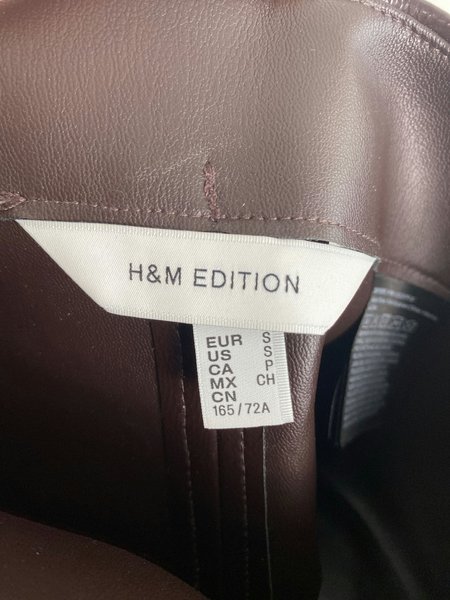 H&M EDITION
EUR S
US S
CA P
MX CH
CN
165/72A